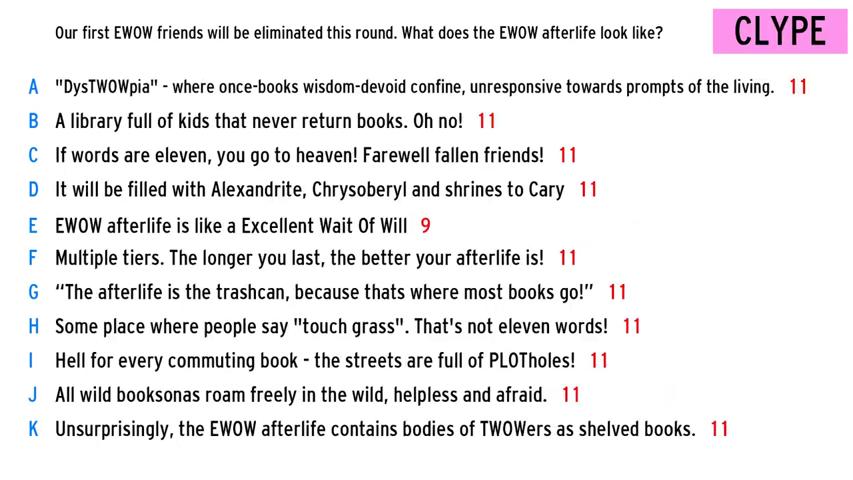 Our first EWOW friends will be eliminated this round. What does the EWOW afterlife look like?
CLYPE
A "DysTWOWpia" - where once-books wisdom-devoid confine, unresponsive towards prompts of the living. 11
B A library full of kids that never return books. Oh no! 11
C If words are eleven, you go to heaven! Farewell fallen friends! 11
D It will be filled with Alexandrite, Chrysoberyl and shrines to Cary 11
E EWOW afterlife is like a Excellent Wait Of Will 9
F Multiple tiers. The longer you last, the better your afterlife is! 11
G “The afterlife is the trashcan, because thats where most books go!” 11
H Some place where people say "touch grass". That's not eleven words! 11
I Hell for every commuting book - the streets are full of PLOTholes! 11
J All wild booksonas roam freely in the wild, helpless and afraid. 11
K Unsurprisingly, the EWOW afterlife contains bodies of TWOWers as shelved books. 11